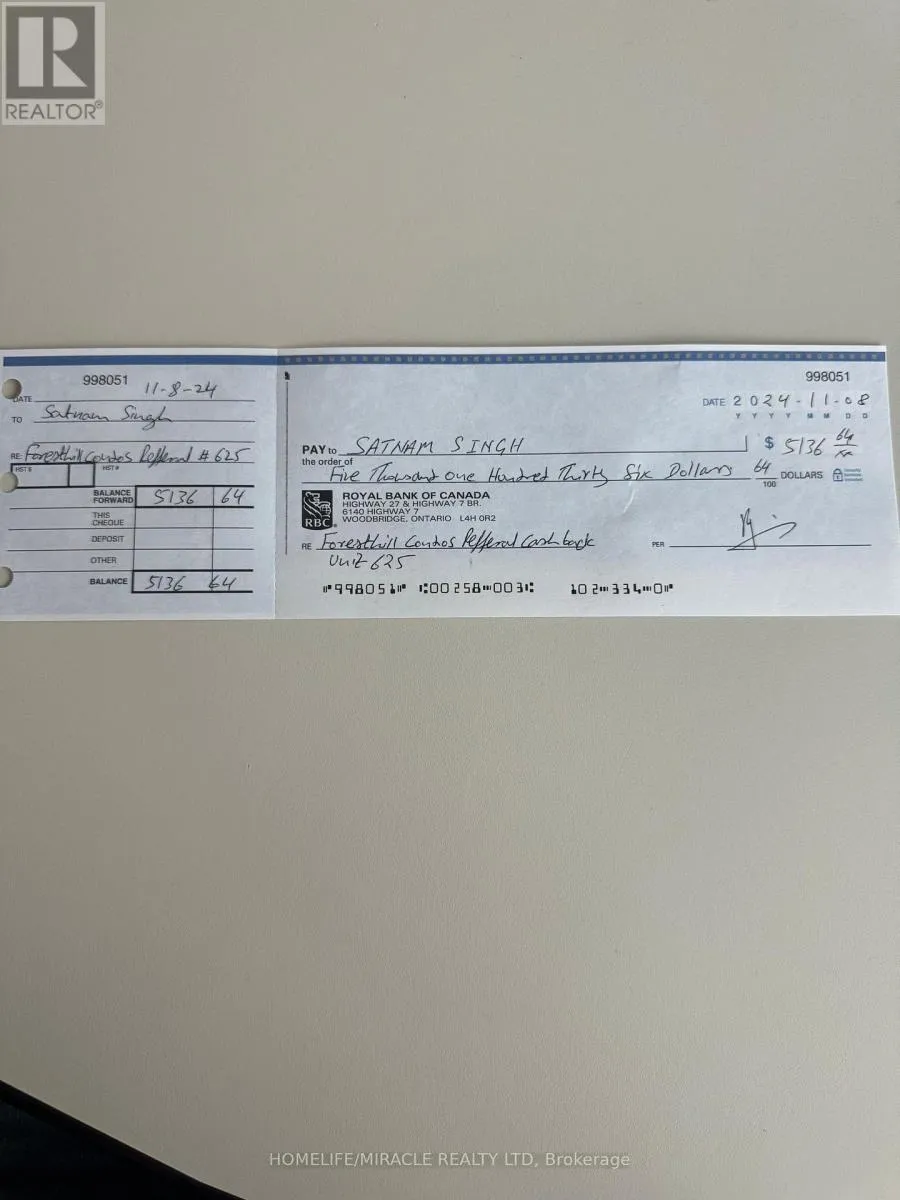 REALTOR®
998051
DATE 11-8-24
TO Satnam Singh
RE: Foresthill Condos Refferal # 625
HST $ HST #
BALANCE FORWARD 5136 64
THIS CHEQUE
DEPOSIT
OTHER
BALANCE 5136 64
998051
DATE 2024-11-08
Y Y Y Y M M D D
PAY to the order of SATNAM SINGH $ 5136 64/xx
Five Thousand one Hundred Thirty Six Dollars 64/100 DOLLARS
RBC®
ROYAL BANK OF CANADA
HIGHWAY 27 & HIGHWAY 7 BR.
6140 HIGHWAY 7
WOODBRIDGE, ONTARIO L4H 0R2
RE Foresthill Condos Refferal Cash back
Unit 625
PER
⑈998051⑈ ⑆00258⑉003⑆ 102⑉334⑉0⑈
HOMELIFE/MIRACLE REALTY LTD, Brokerage